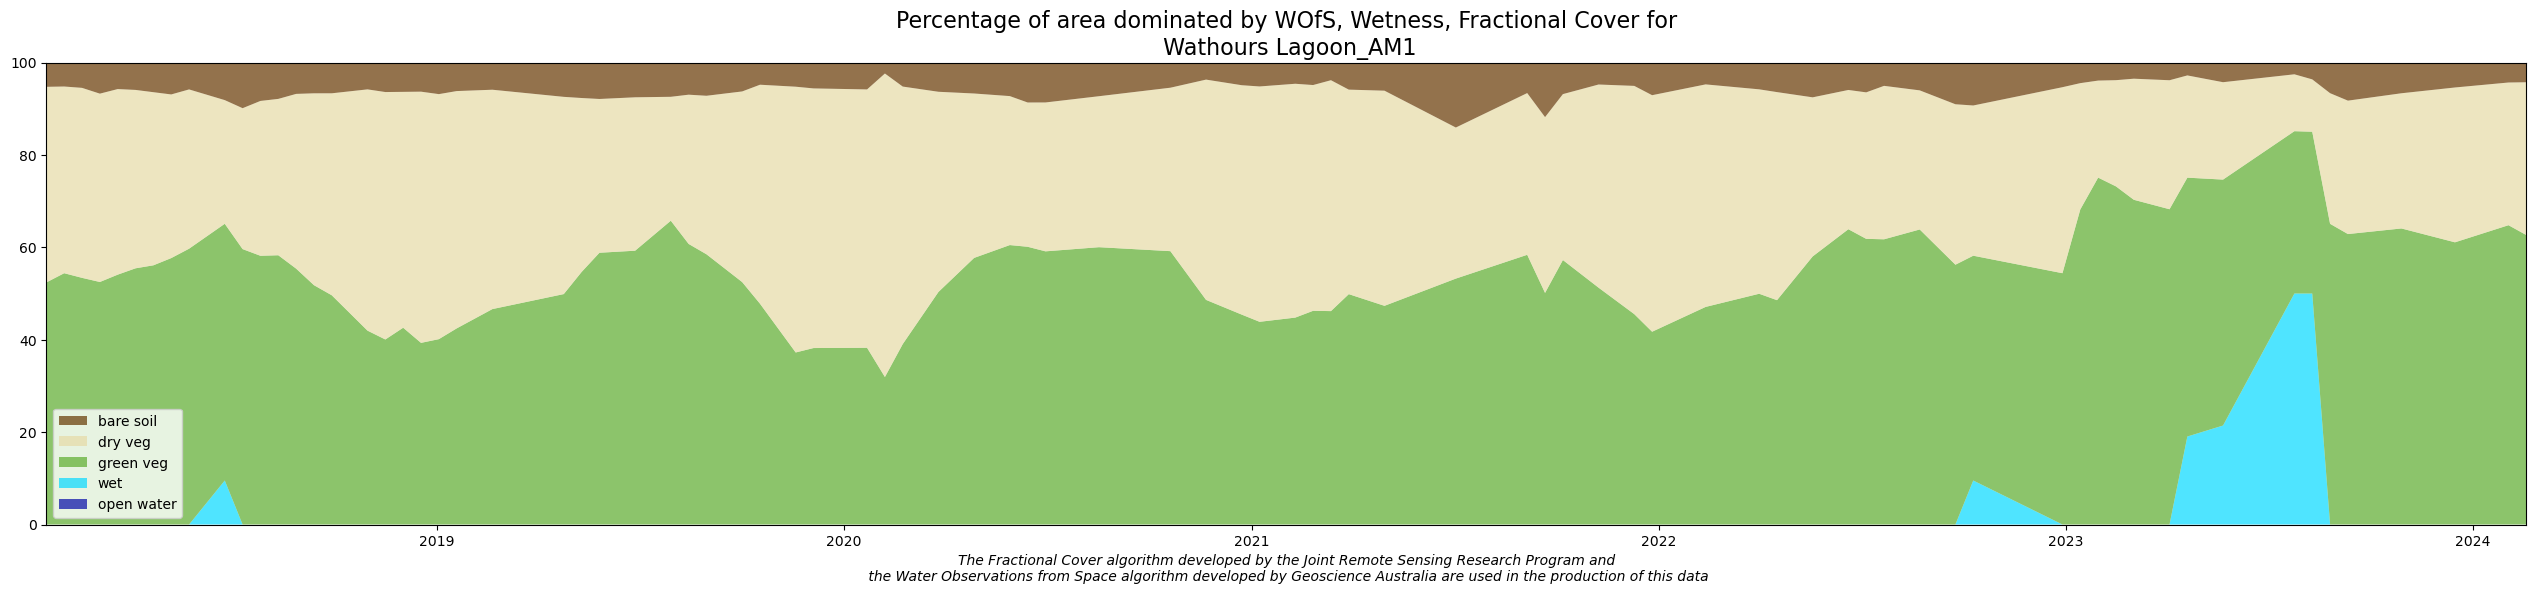 Percentage of area dominated by WOfS, Wetness, Fractional Cover for
Wathours Lagoon_AM1
100
80
60
40
20
0
bare soil
dry veg
green veg
wet
open water
2019
2020
2021
2022
2023
2024
The Fractional Cover algorithm developed by the Joint Remote Sensing Research Program and
the Water Observations from Space algorithm developed by Geoscience Australia are used in the production of this data